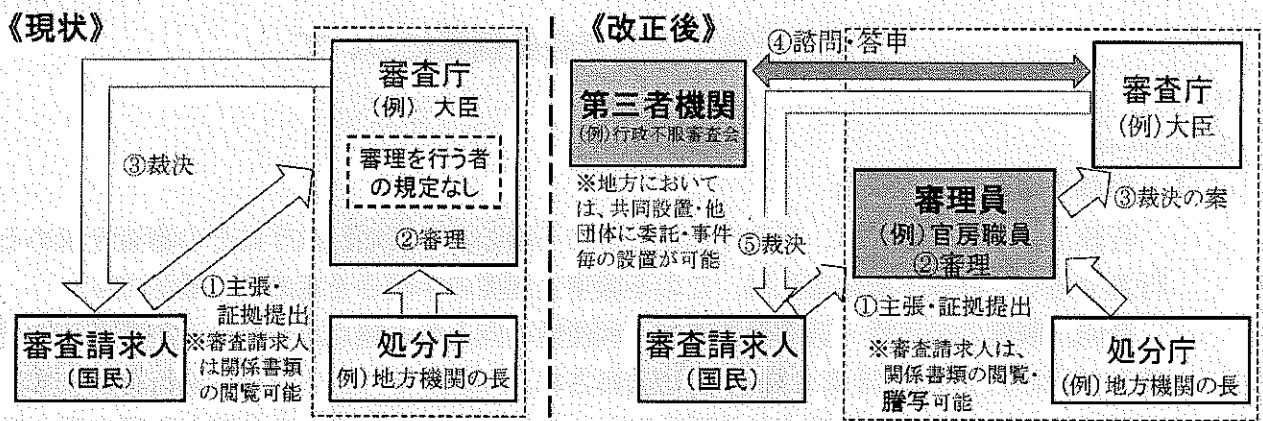 《現状》
審査庁
(例) 大臣
審理を行う者
の規定なし
②審理
③裁決
①主張・
証拠提出
※審査請求人
は関係書類
の閲覧可能
審査請求人
(国民)
処分庁
(例)地方機関の長
《改正後》
④諮問・答申
第三者機関
(例)行政不服審査会
※地方において
は、共同設置・他
団体に委託・事件
毎の設置が可能
審査庁
(例)大臣
審理員
(例)官房職員
②審理
③裁決の案
⑤裁決
①主張・証拠提出
※審査請求人は、
関係書類の閲覧・
謄写可能
審査請求人
(国民)
処分庁
(例)地方機関の長